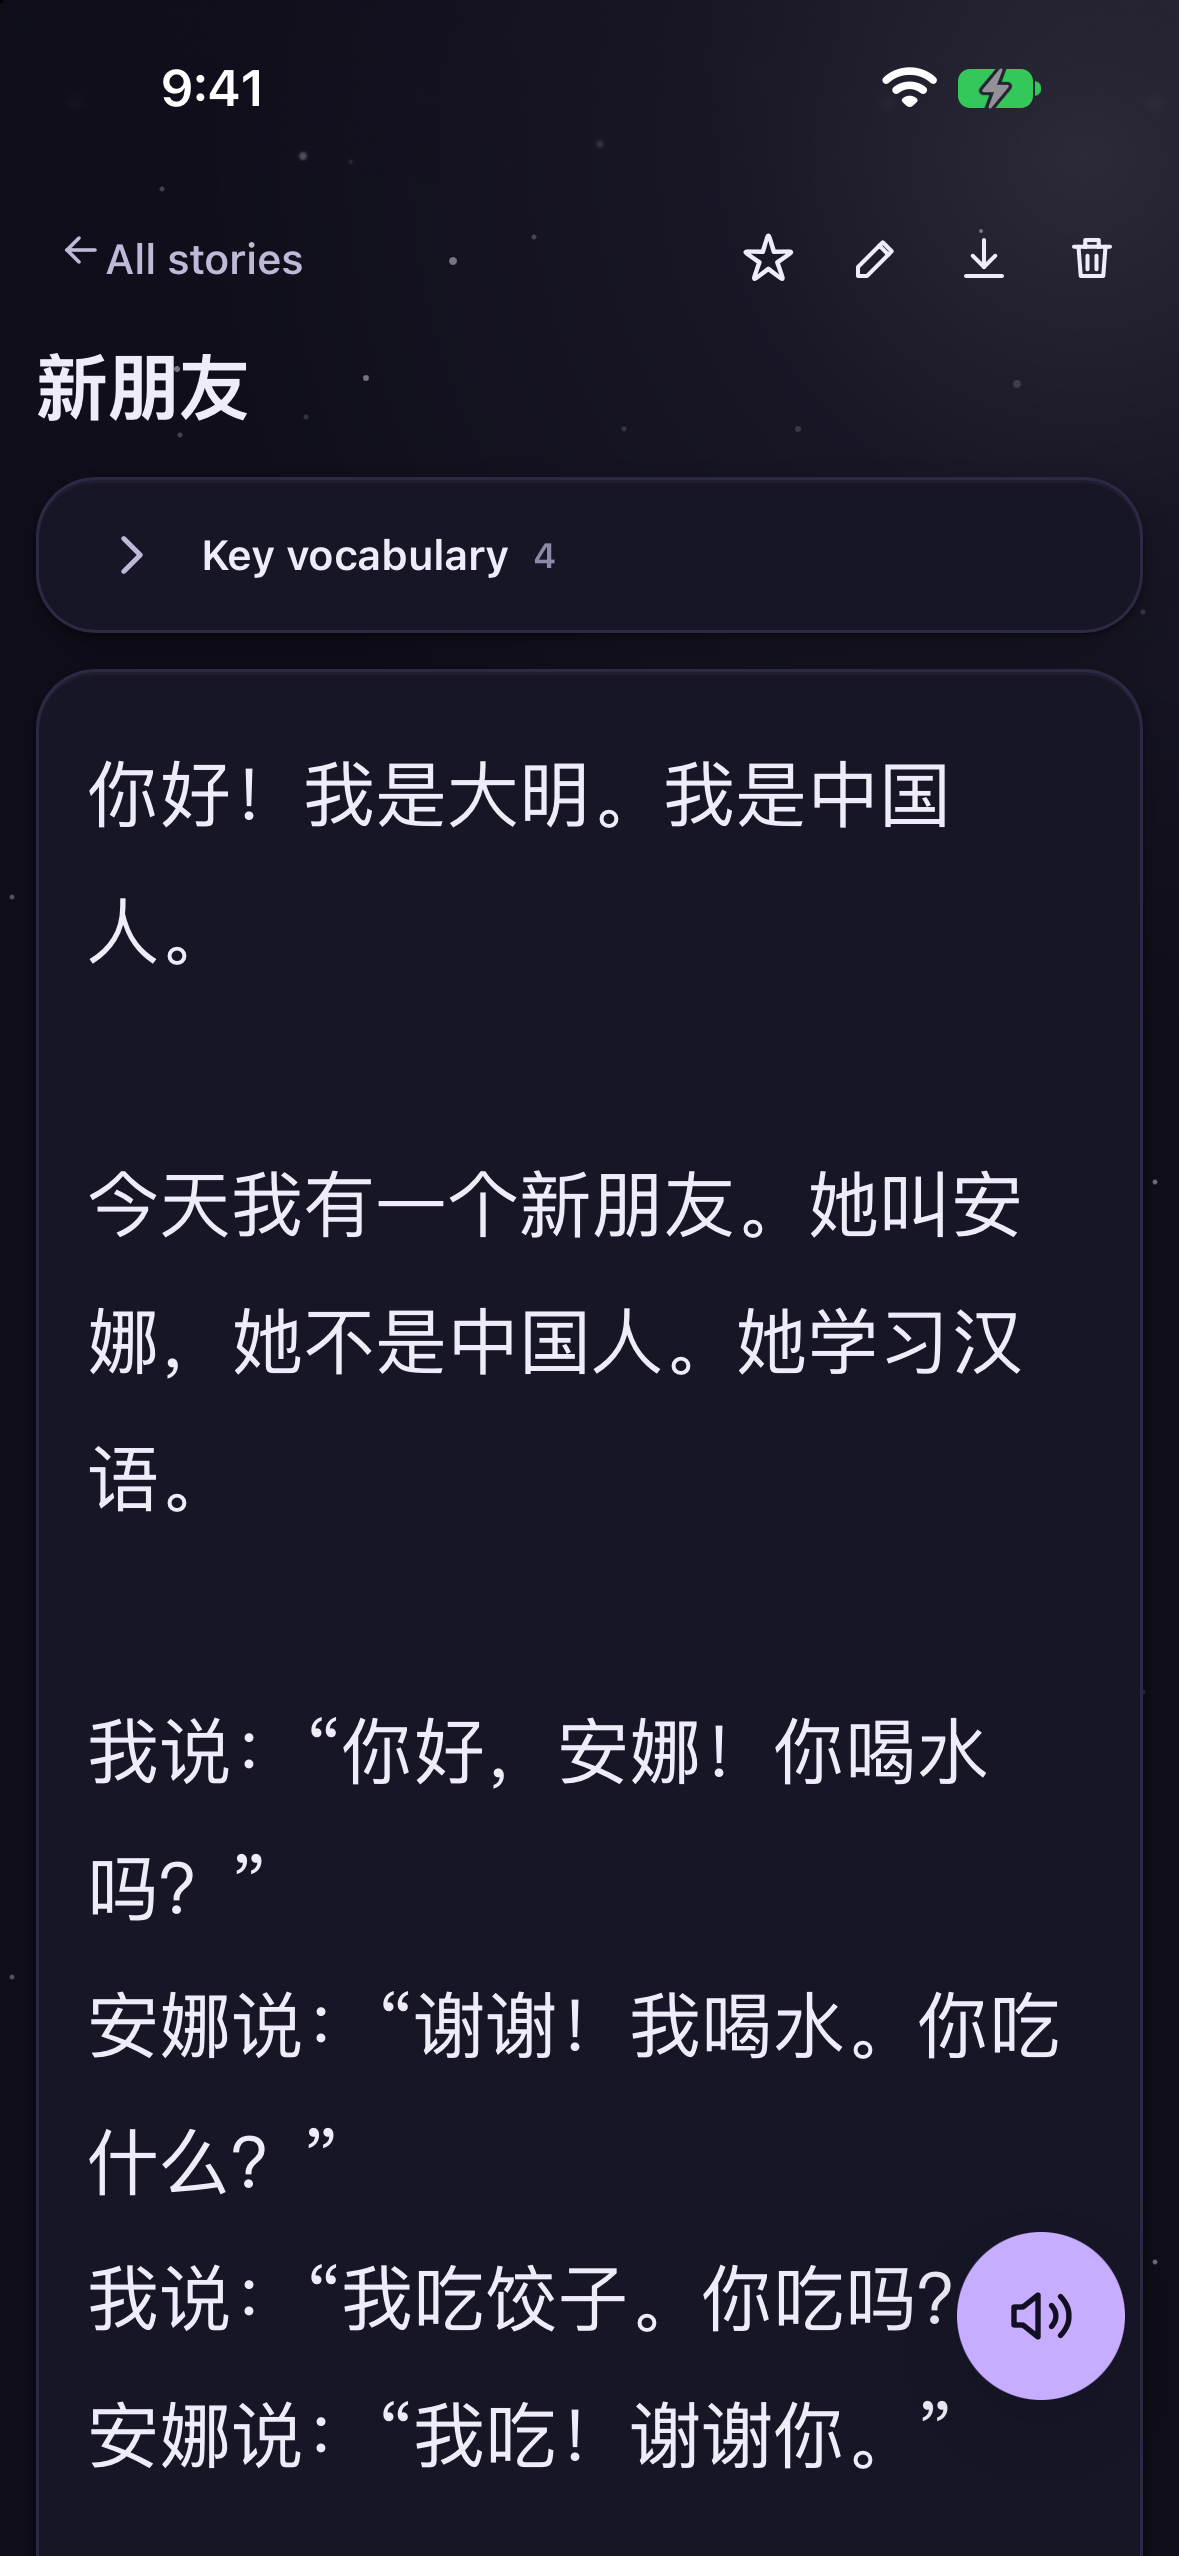 9:41
All stories
新朋友
Key vocabulary 4
你好！我是大明。我是中国
人。
今天我有一个新朋友。她叫安
娜，她不是中国人。她学习汉
语。
我说：“你好，安娜！你喝水
吗？”
安娜说：“谢谢！我喝水。你吃
什么？”
我说：“我吃饺子。你吃吗？
安娜说：“我吃！谢谢你。”